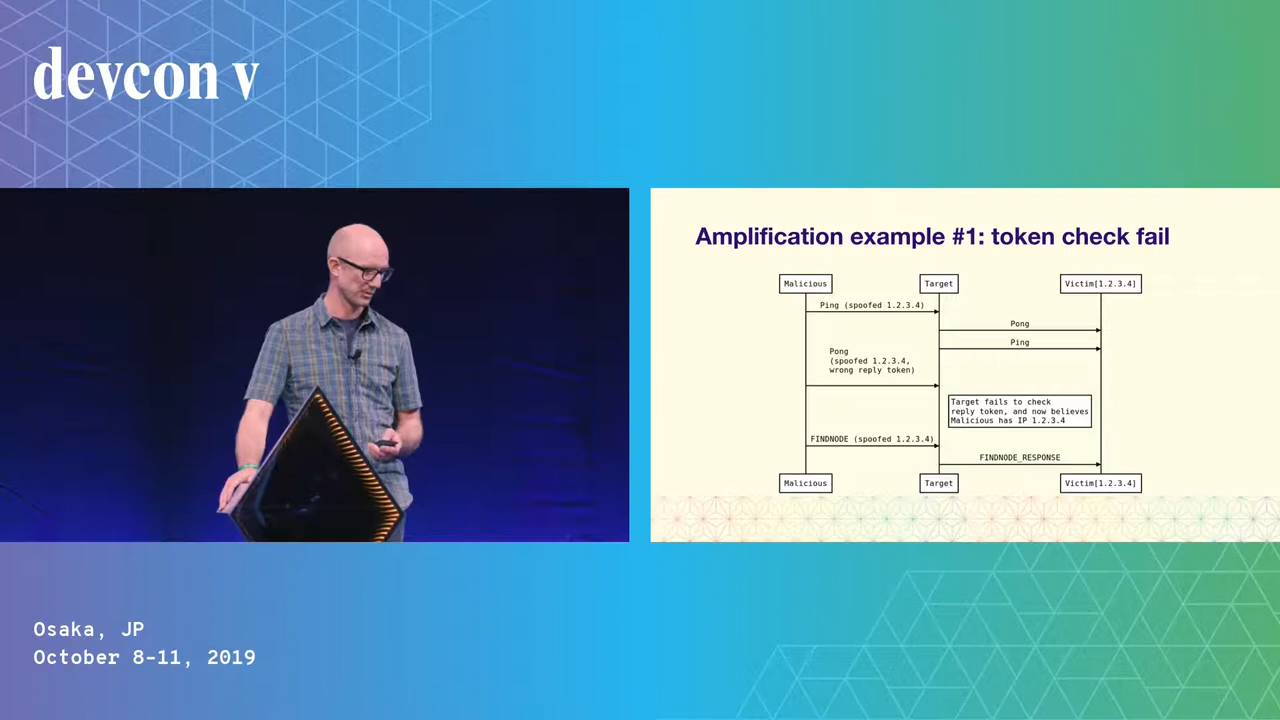 devcon v
Amplification example #1: token check fail
Malicious
Target
Victim[1.2.3.4]
Ping (spoofed 1.2.3.4)
Pong
Ping
Pong
(spoofed 1.2.3.4,
wrong reply token)
Target fails to check
reply token, and now believes
Malicious has IP 1.2.3.4
FINDNODE (spoofed 1.2.3.4)
FINDNODE_RESPONSE
Malicious
Target
Victim[1.2.3.4]
Osaka, JP
October 8-11, 2019